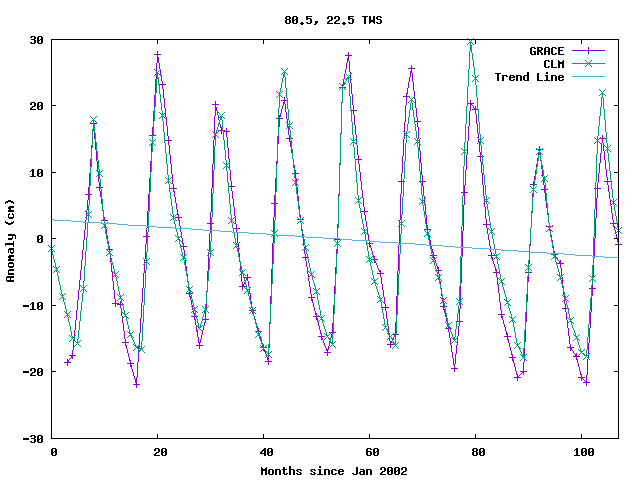 80.5, 22.5 TWS
GRACE
CLM
Trend Line
Anomaly (cm)
30
20
10
0
-10
-20
-30
0 20 40 60 80 100
Months since Jan 2002